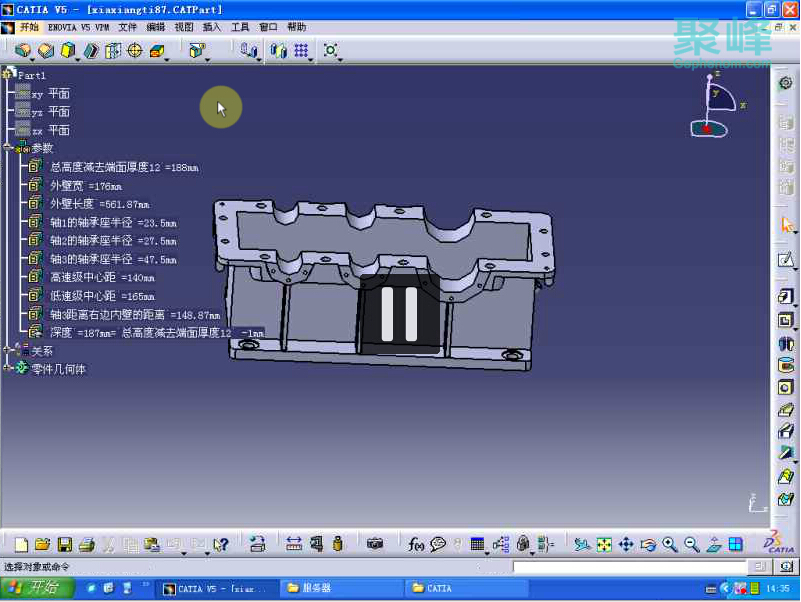 CATIA V5 - [xiaxiangti87.CATPart]
开始 ENOVIA V5 VPM 文件 编辑 视图 插入 工具 窗口 帮助
聚峰
Part1
xy 平面
yz 平面
zx 平面
参数
总高度减去端面厚度12 =188mm
外壁宽 =176mm
外壁长度 =561.87mm
轴1的轴承座半径 =23.5mm
轴2的轴承座半径 =27.5mm
轴3的轴承座半径 =47.5mm
高速级中心距 =140mm
低速级中心距 =165mm
轴3距离右边内壁的距离 =148.87mm
深度 =187mm= 总高度减去端面厚度12 -1mm
关系
零件几何体
x
y
z
f(x)
CATIA
选择对象或命令
开始
CATIA V5 - [xiax...
服务器
CATIA
14:35